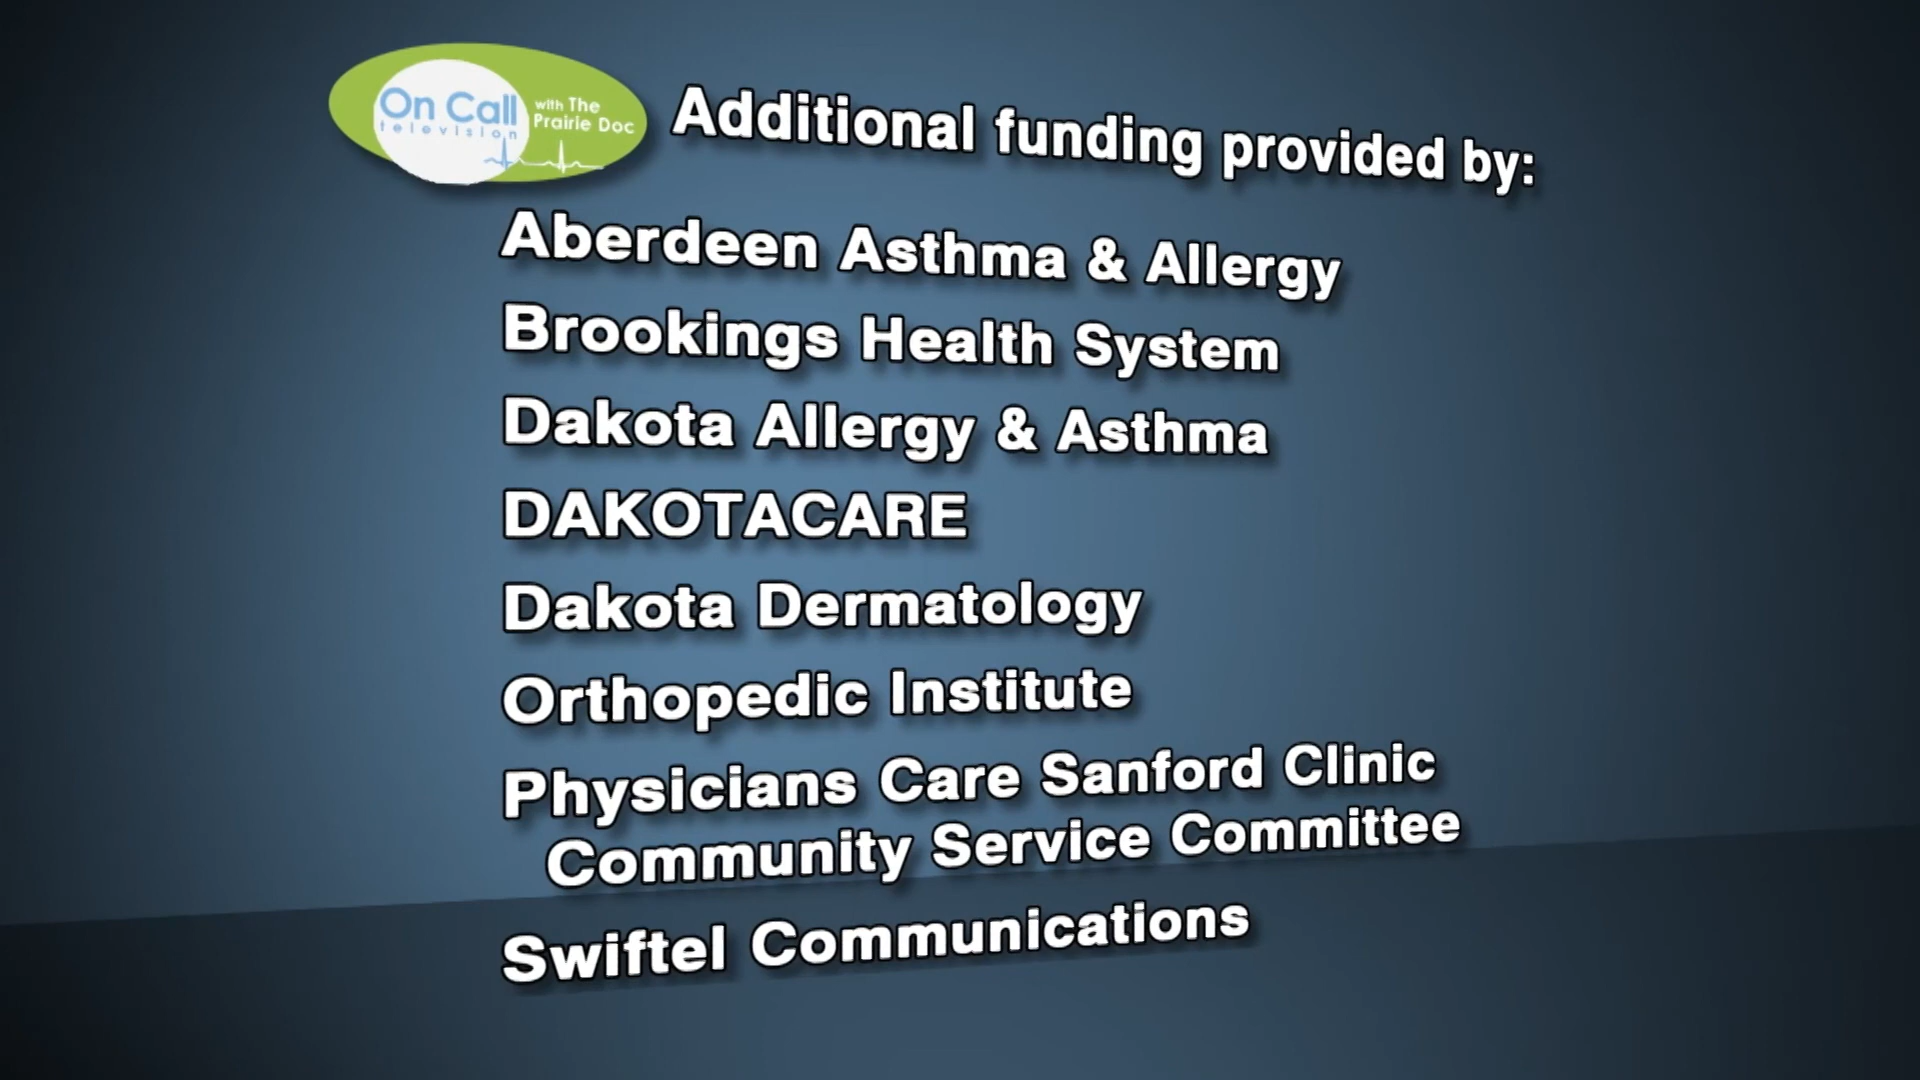 On Call
television
with The
Prairie Doc
Additional funding provided by:
Aberdeen Asthma & Allergy
Brookings Health System
Dakota Allergy & Asthma
DAKOTACARE
Dakota Dermatology
Orthopedic Institute
Physicians Care Sanford Clinic
Community Service Committee
Swiftel Communications